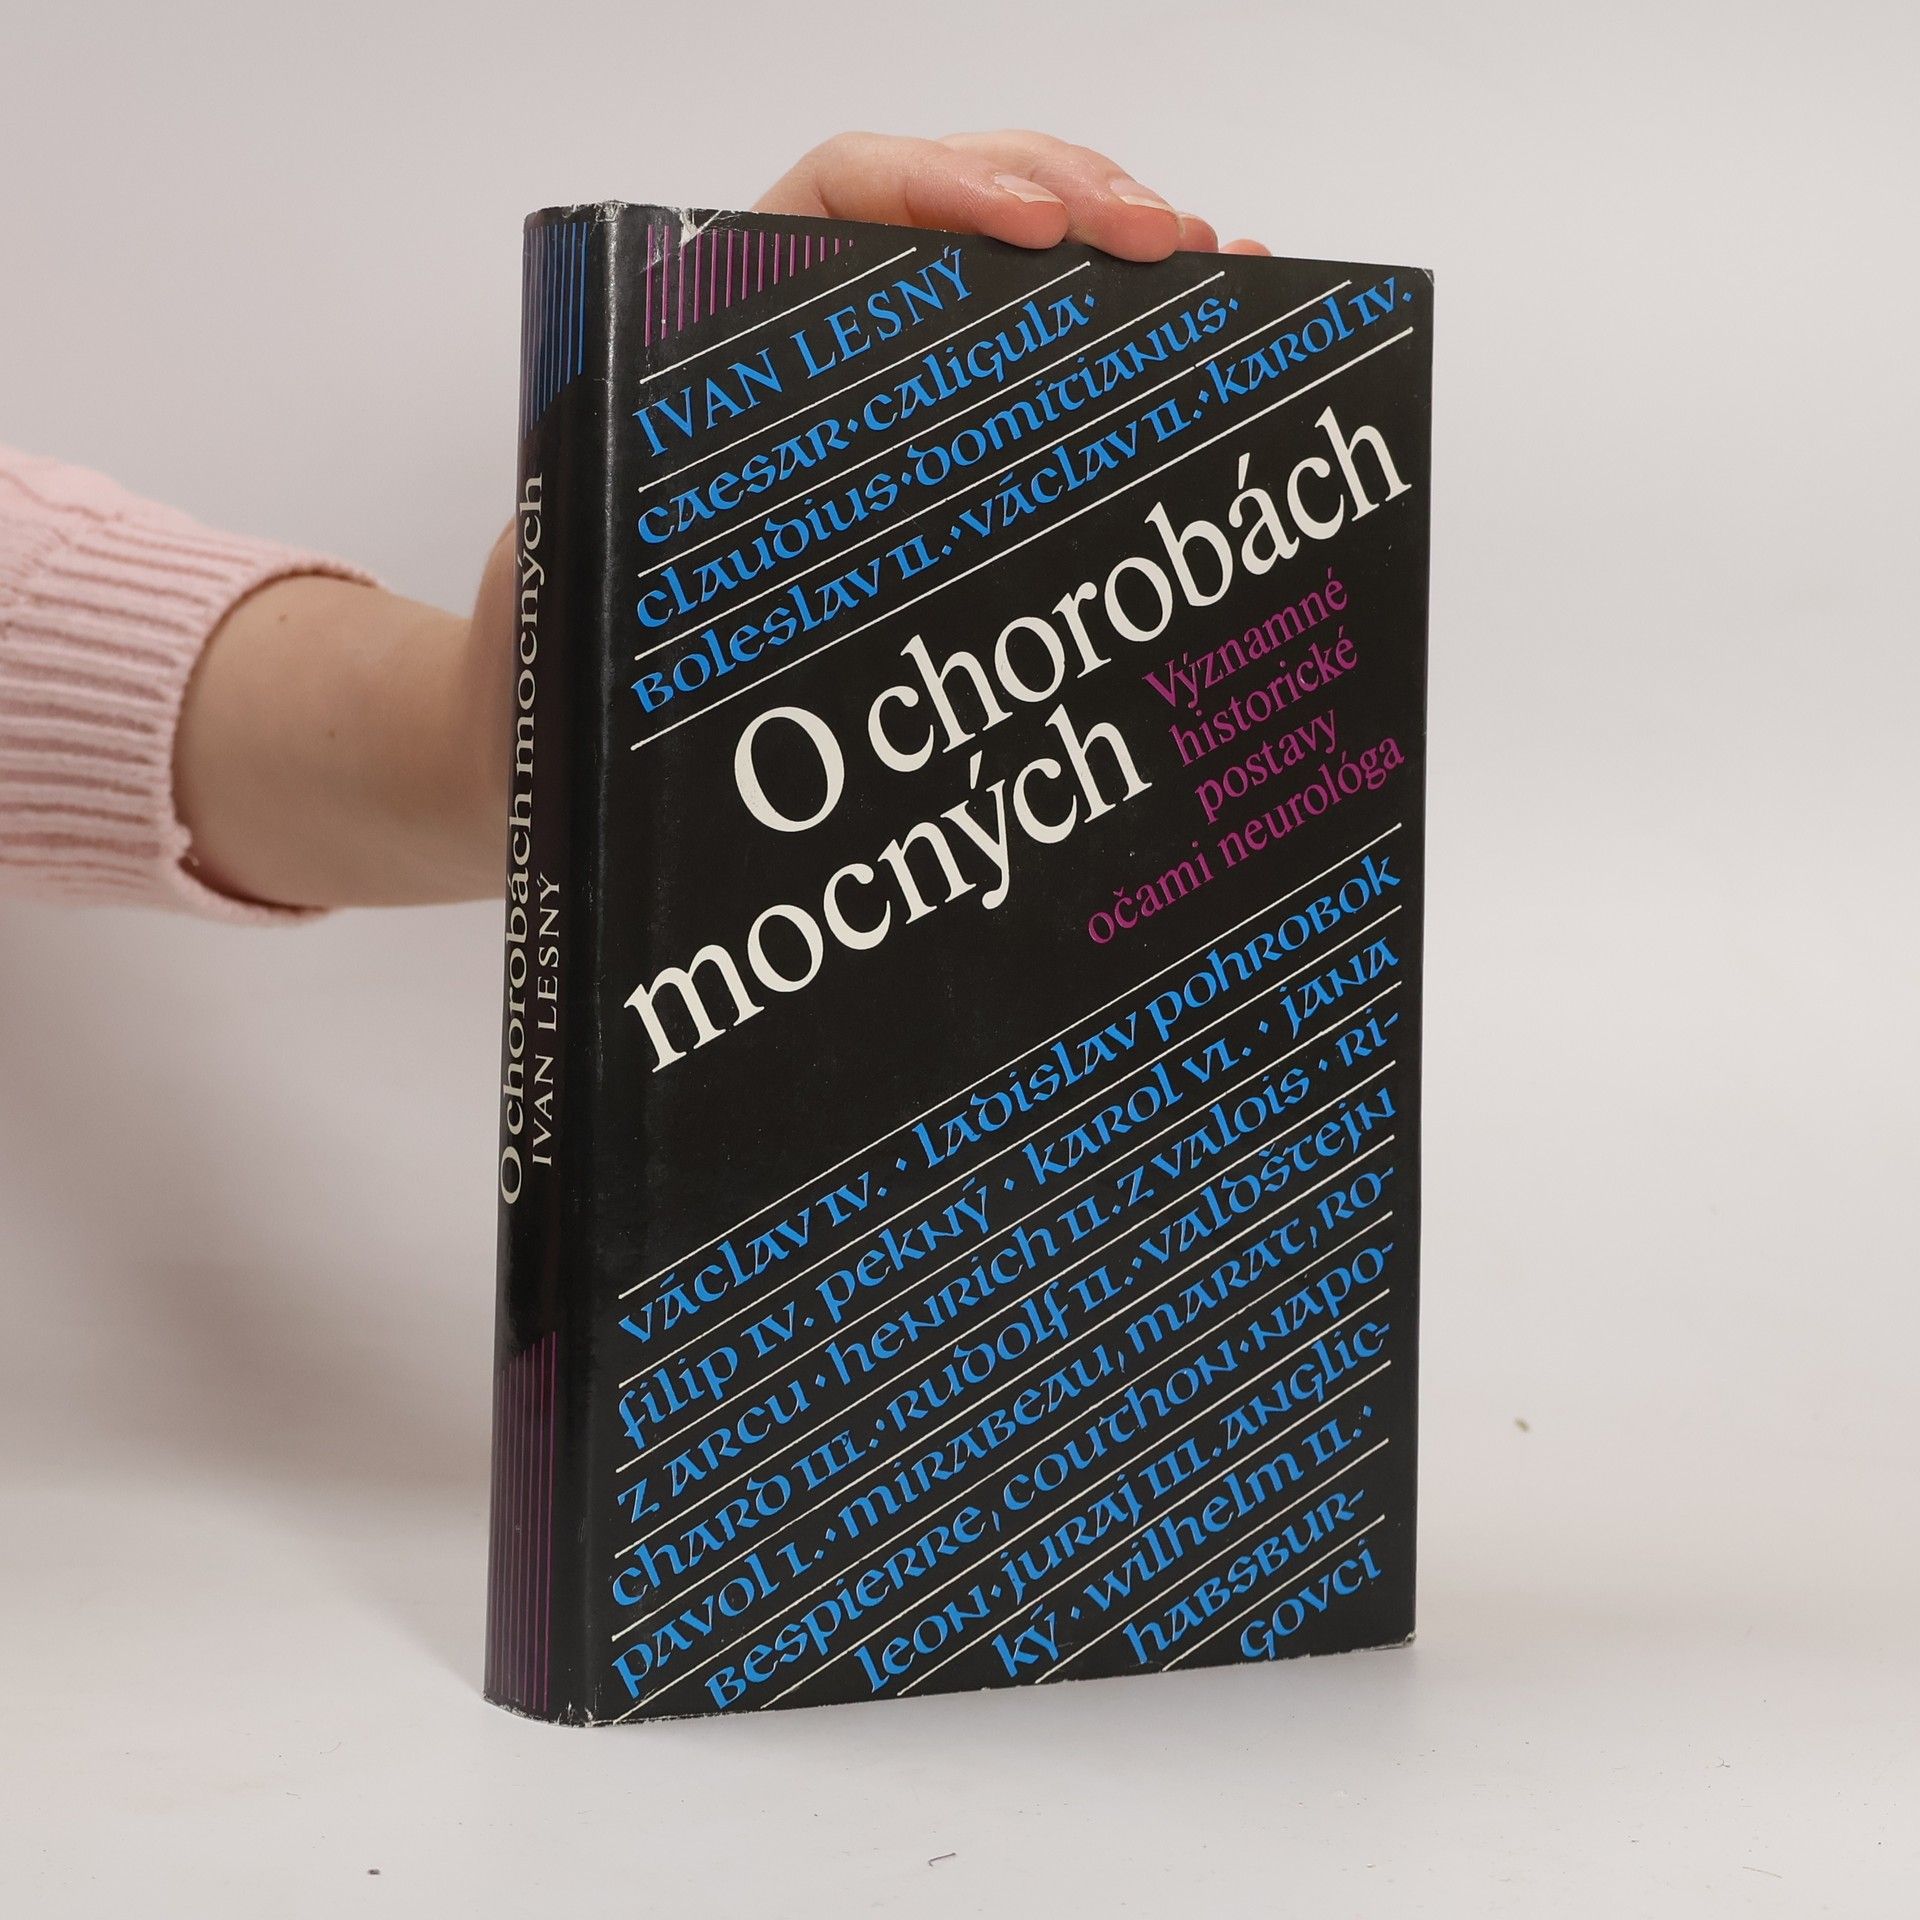 O chorobách mocných
IVAN LESNÝ
IVAN LESNÝ
CAESAR · CALIGULA ·
CLAUDIUS · DOMITIANUS ·
BOLESLAV II. · VÁCLAV II. · KAROL IV.
O chorobách
mocných
Významné
historické
postavy
očami neurológa
VÁCLAV IV. · LADISLAV POHROBOK
FILIP IV. PEKNÝ · KAROL VI. · JANA
Z ARCU · HENRICH II. Z VALOIS · RI-
CHARD III. · RUDOLF II. · VALDŠTEJN
PAVOL I. · MIRABEAU, MARAT, RO-
BESPIERRE, COUTHON · NAPO-
LEON · JURAJ III. ANGLIC-
KÝ · WILHELM II. ·
HABSBUR-
GOVCI